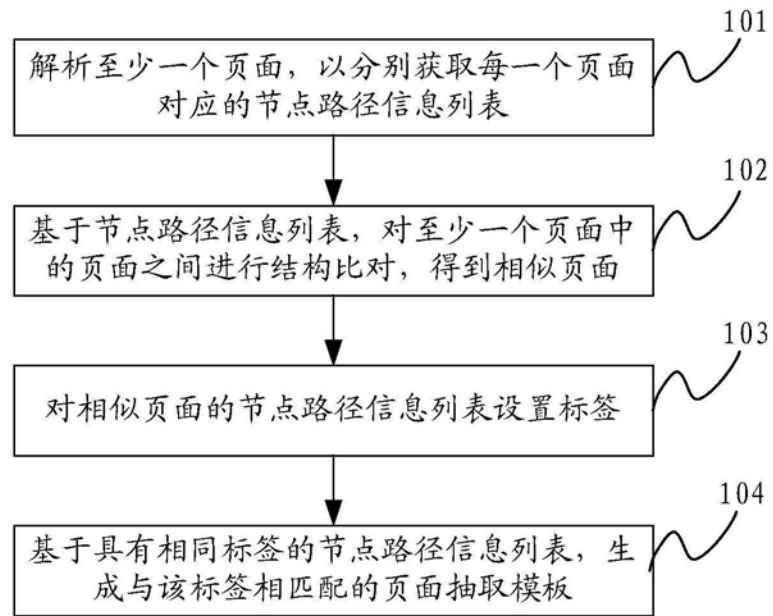 101
解析至少一个页面，以分别获取每一个页面
对应的节点路径信息列表
102
基于节点路径信息列表，对至少一个页面中
的页面之间进行结构比对，得到相似页面
103
对相似页面的节点路径信息列表设置标签
104
基于具有相同标签的节点路径信息列表，生
成与该标签相匹配的页面抽取模板